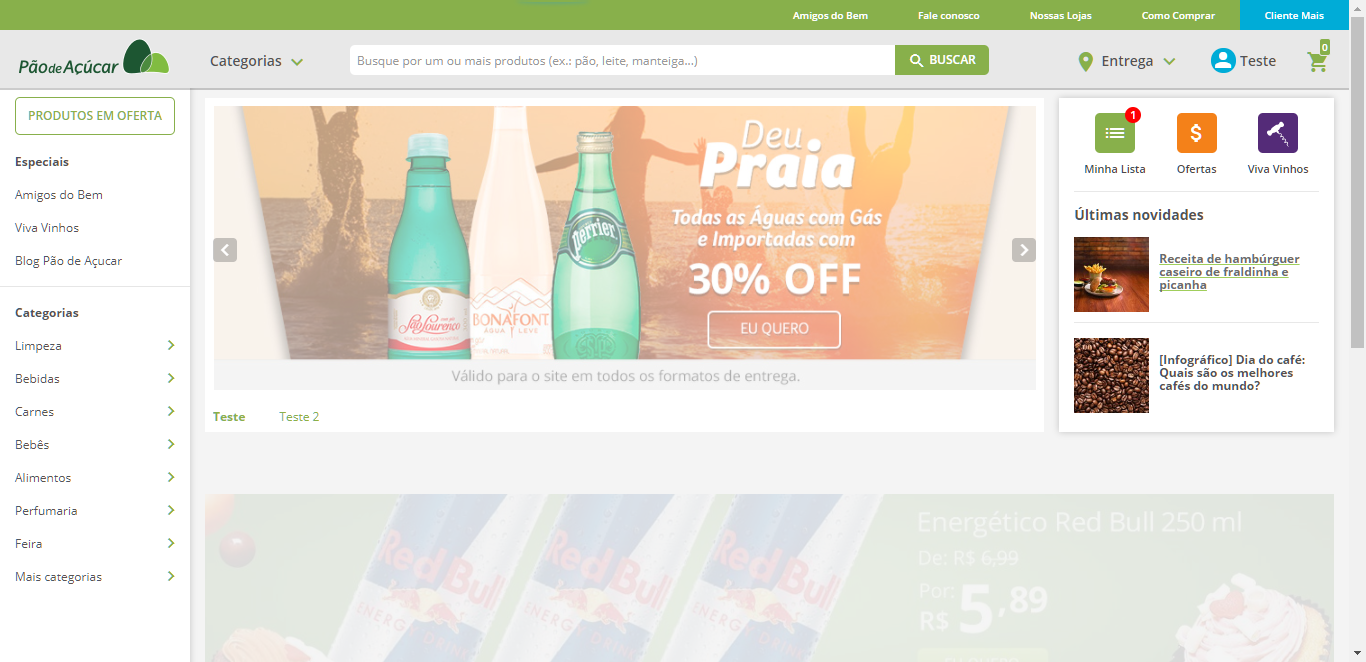 Amigos do Bem
Fale conosco
Nossas Lojas
Como Comprar
Cliente Mais
PãodeAçúcar
Categorias
Busque por um ou mais produtos (ex.: pão, leite, manteiga...)
BUSCAR
Entrega
Teste
0
PRODUTOS EM OFERTA
Especiais
Amigos do Bem
Viva Vinhos
Blog Pão de Açucar
Categorias
Limpeza
Bebidas
Carnes
Bebês
Alimentos
Perfumaria
Feira
Mais categorias
Deu
Praia
Todas as Águas com Gás
e Importadas com
30% OFF
EU QUERO
São Lourenço
BONAFONT
ÁGUA LEVE
perrier
Válido para o site em todos os formatos de entrega.
Teste
Teste 2
1
Minha Lista
$
Ofertas
Viva Vinhos
Últimas novidades
Receita de hambúrguer
caseiro de fraldinha e
picanha
[Infográfico] Dia do café:
Quais são os melhores
cafés do mundo?
Red Bull
ENERGY DRINK
Red Bull
ENERGY DRINK
Red Bull
ENERGY DRINK
Energético Red Bull 250 ml
De: R$ 6,99
Por:
R$ 5,89
EU QUERO